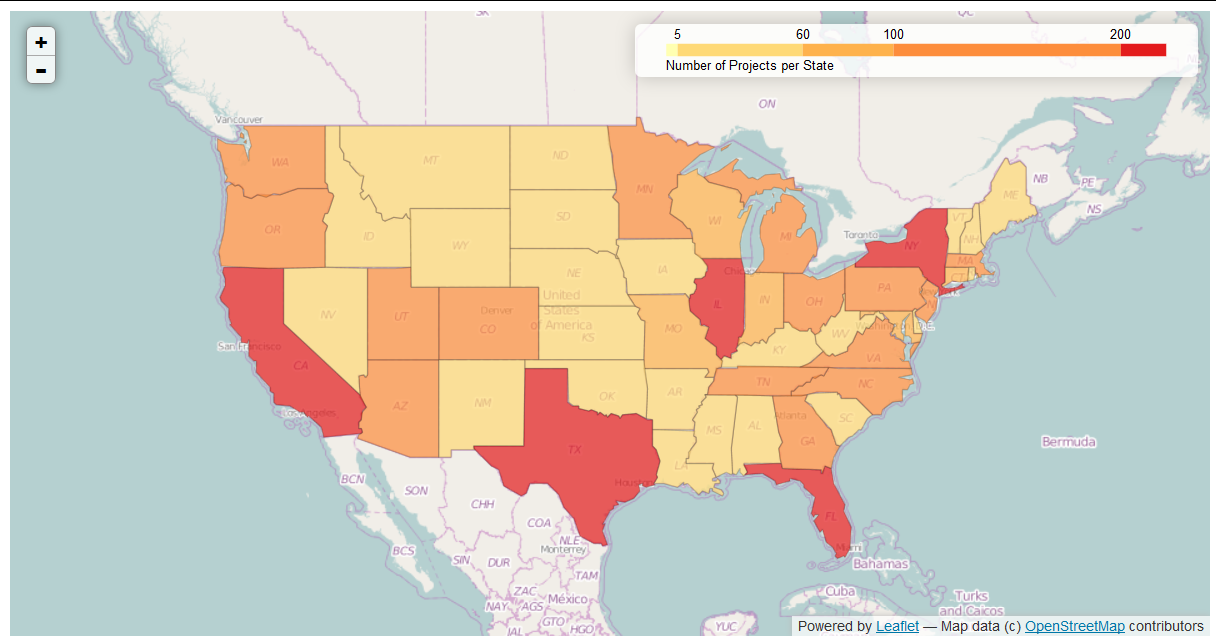 SK
QC
+
-
5 60 100 200
Number of Projects per State
ON
Vancouver
WA
MT
ND
MN
OR
ID
WY
SD
WI
MI
Toronto
NY
VT
NH
ME
NB
PE
NS
MA
CT
NV
UT
Denver
CO
NE
United
States
of America
KS
IA
Chic
IL
IN
OH
PA
MO
KY
WV
Washington
D.C.
VA
San Francisco
CA
Los Angeles
AZ
NM
OK
AR
TN
NC
Atlanta
SC
MS
AL
GA
TX
LA
Houston
FL
Miami
Bermuda
BCN
SON
CHH
COA
NLE
Monterrey
BCS
SIN
DUR
TAM
ZAC
NAY
AGS
México
JAL
GTO
HGO
YUC
Bahamas
Cuba
Turks
and Caicos
Powered by Leaflet — Map data (c) OpenStreetMap contributors